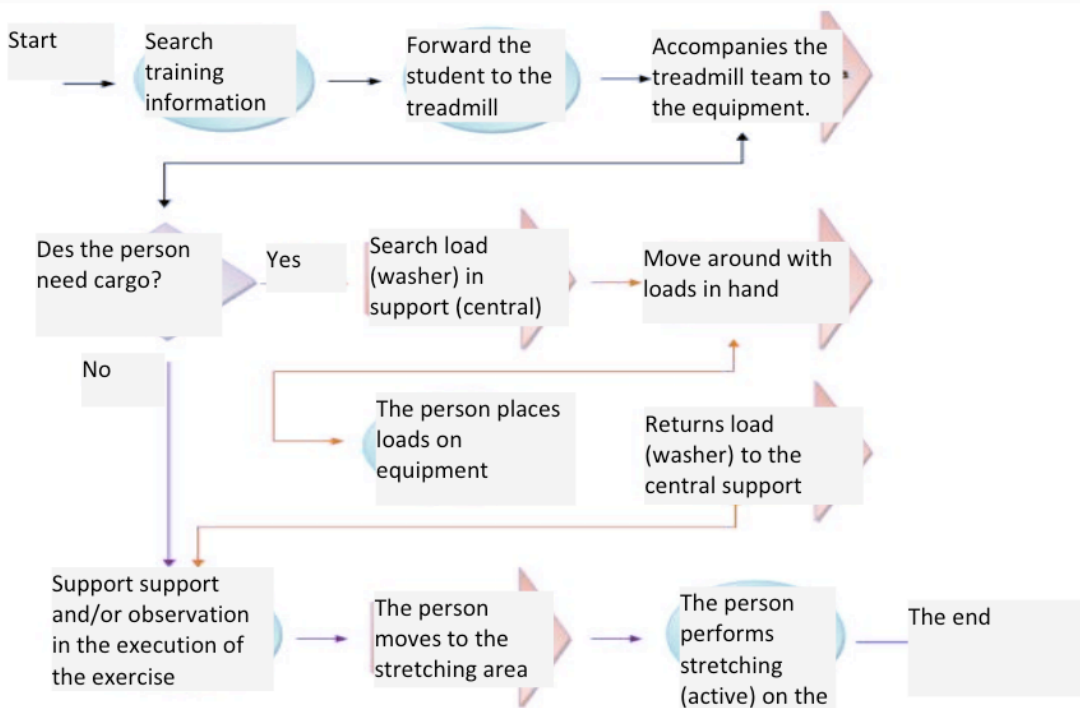 Start
Search
training
information
Forward the
student to the
treadmill
Accompanies the
treadmill team to
the equipment.
Des the person
need cargo?
Yes
Search load
(washer) in
support (central)
Move around with
loads in hand
No
The person places
loads on
equipment
Returns load
(washer) to the
central support
Support support
and/or observation
in the execution of
the exercise
The person
moves to the
stretching area
The person
performs
stretching
(active) on the
The end